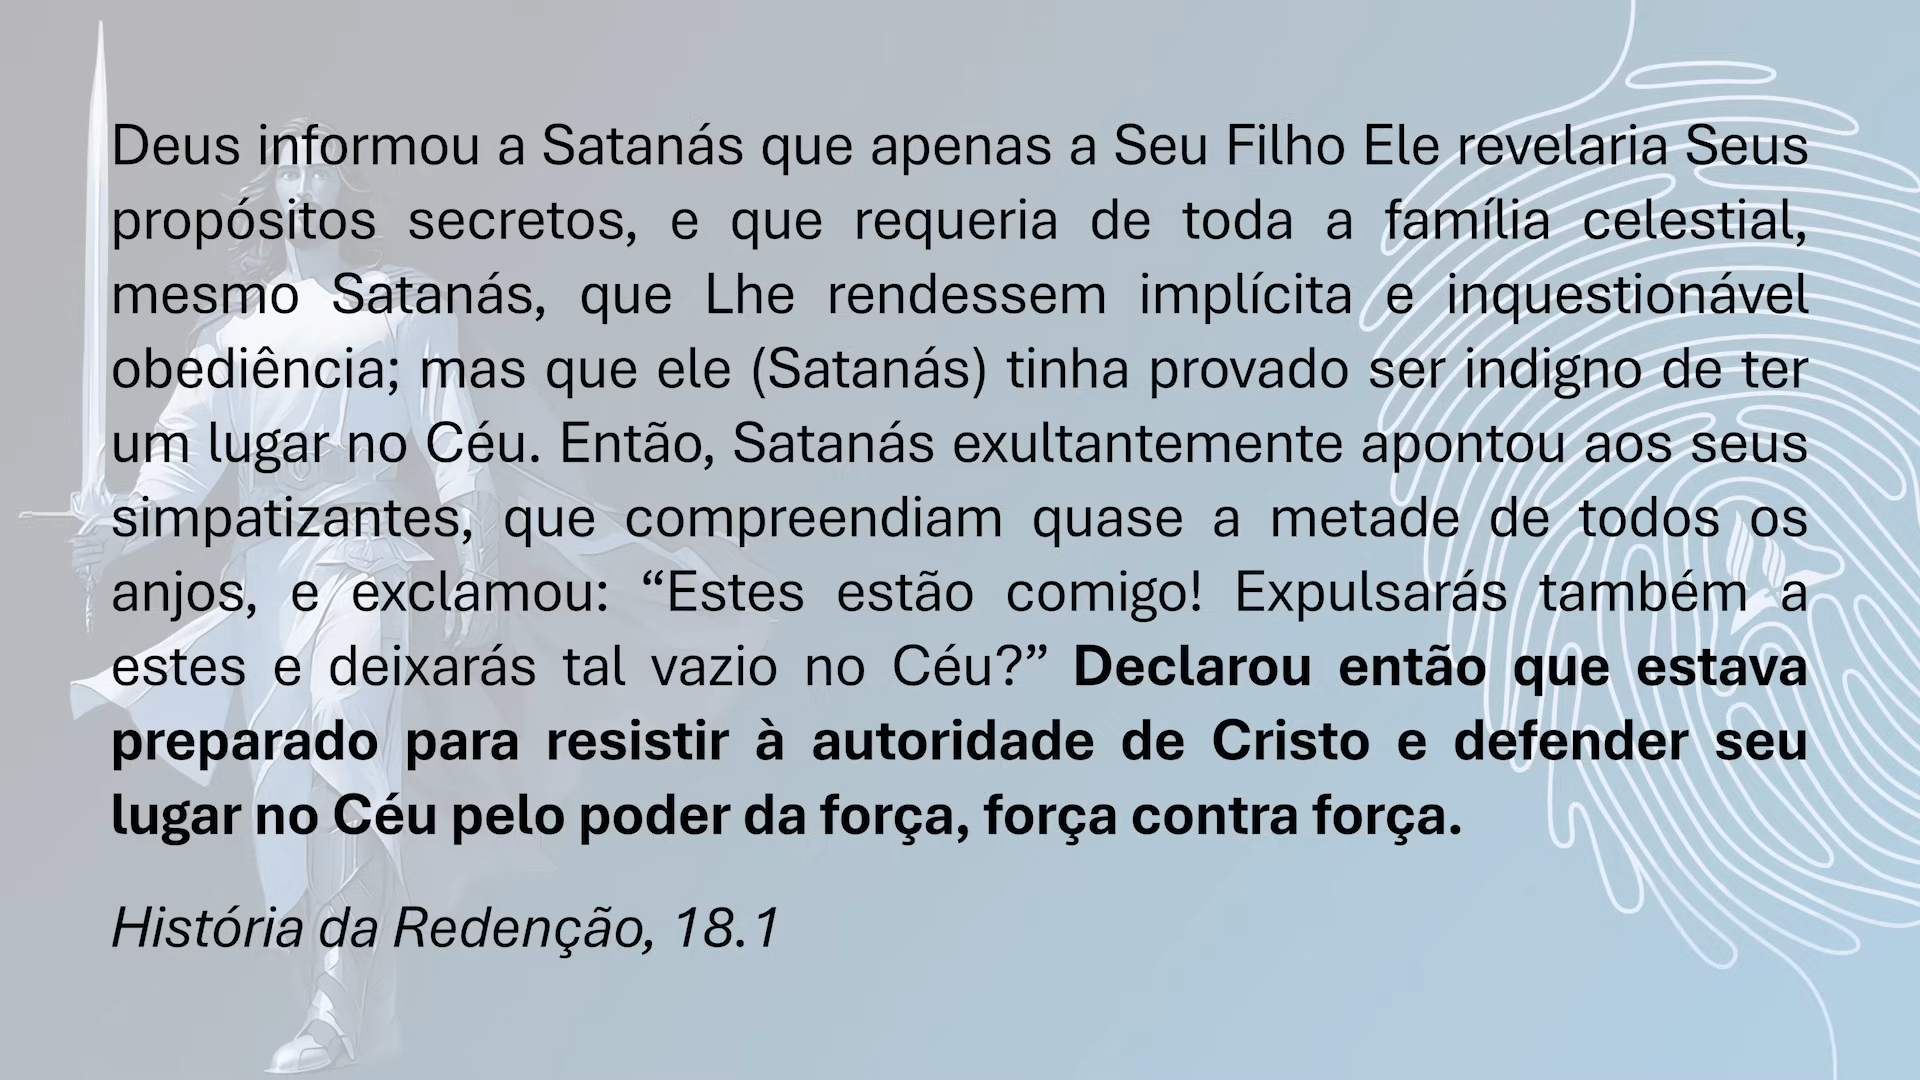 Deus informou a Satanás que apenas a Seu Filho Ele revelaria Seus
propósitos secretos, e que requeria de toda a família celestial,
mesmo Satanás, que Lhe rendessem implícita e inquestionável
obediência; mas que ele (Satanás) tinha provado ser indigno de ter
um lugar no Céu. Então, Satanás exultantemente apontou aos seus
simpatizantes, que compreendiam quase a metade de todos os
anjos, e exclamou: “Estes estão comigo! Expulsarás também a
estes e deixarás tal vazio no Céu?” Declarou então que estava
preparado para resistir à autoridade de Cristo e defender seu
lugar no Céu pelo poder da força, força contra força.
História da Redenção, 18.1